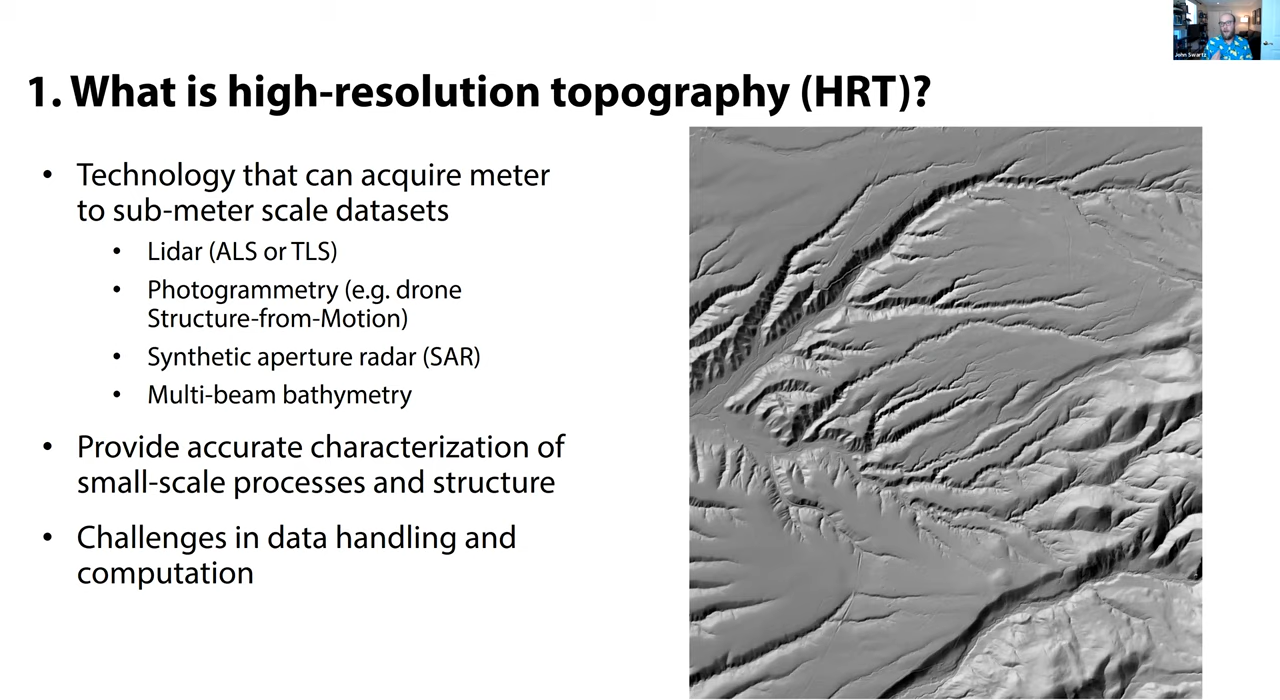 John Swartz
1. What is high-resolution topography (HRT)?
• Technology that can acquire meter
to sub-meter scale datasets
• Lidar (ALS or TLS)
• Photogrammetry (e.g. drone
Structure-from-Motion)
• Synthetic aperture radar (SAR)
• Multi-beam bathymetry
• Provide accurate characterization of
small-scale processes and structure
• Challenges in data handling and
computation